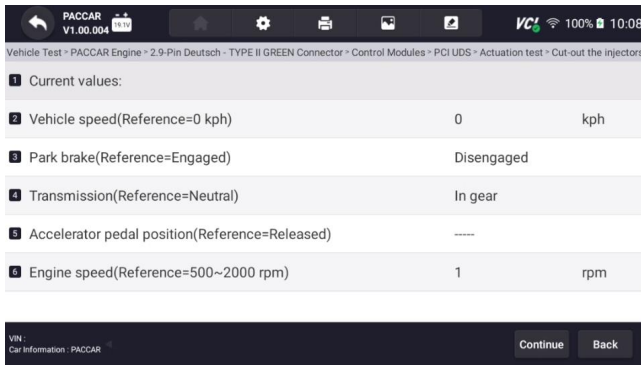 PACCAR
V1.00.004
19.1V
VCI
100%
10:08
Vehicle Test > PACCAR Engine > 2.9-Pin Deutsch - TYPE II GREEN Connector > Control Modules > PCI UDS > Actuation test > Cut-out the injectors
1 Current values:
2 Vehicle speed(Reference=0 kph) 0 kph
3 Park brake(Reference=Engaged) Disengaged
4 Transmission(Reference=Neutral) In gear
5 Accelerator pedal position(Reference=Released) -----
6 Engine speed(Reference=500~2000 rpm) 1 rpm
VIN :
Car Information : PACCAR
Continue Back